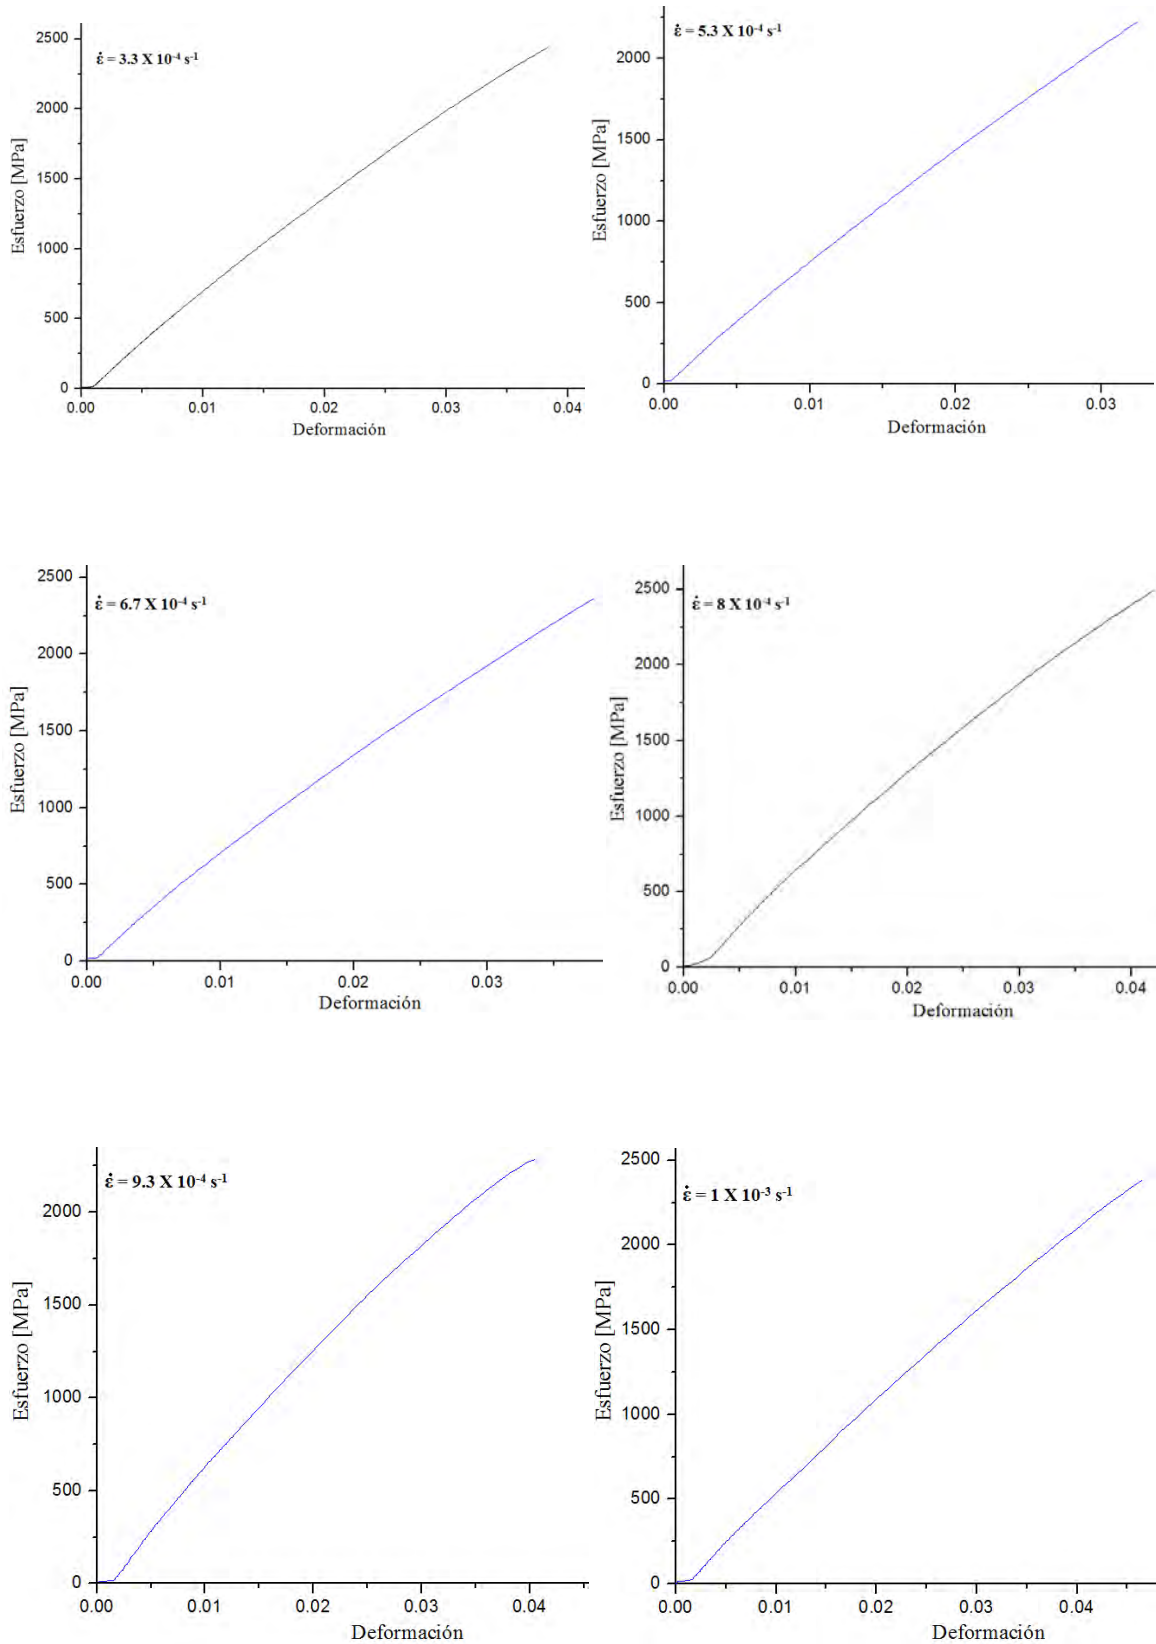 ε̇ = 3.3 X 10⁻⁴ s⁻¹
Esfuerzo [MPa]
2500
2000
1500
1000
500
0
0.00 0.01 0.02 0.03 0.04
Deformación
ε̇ = 5.3 X 10⁻⁴ s⁻¹
Esfuerzo [MPa]
2000
1500
1000
500
0
0.00 0.01 0.02 0.03
Deformación
ε̇ = 6.7 X 10⁻⁴ s⁻¹
Esfuerzo [MPa]
2500
2000
1500
1000
500
0
0.00 0.01 0.02 0.03
Deformación
ε̇ = 8 X 10⁻⁴ s⁻¹
Esfuerzo [MPa]
2500
2000
1500
1000
500
0
0.00 0.01 0.02 0.03 0.04
Deformación
ε̇ = 9.3 X 10⁻⁴ s⁻¹
Esfuerzo [MPa]
2000
1500
1000
500
0
0.00 0.01 0.02 0.03 0.04
Deformación
ε̇ = 1 X 10⁻³ s⁻¹
Esfuerzo [MPa]
2500
2000
1500
1000
500
0
0.00 0.01 0.02 0.03 0.04
Deformación